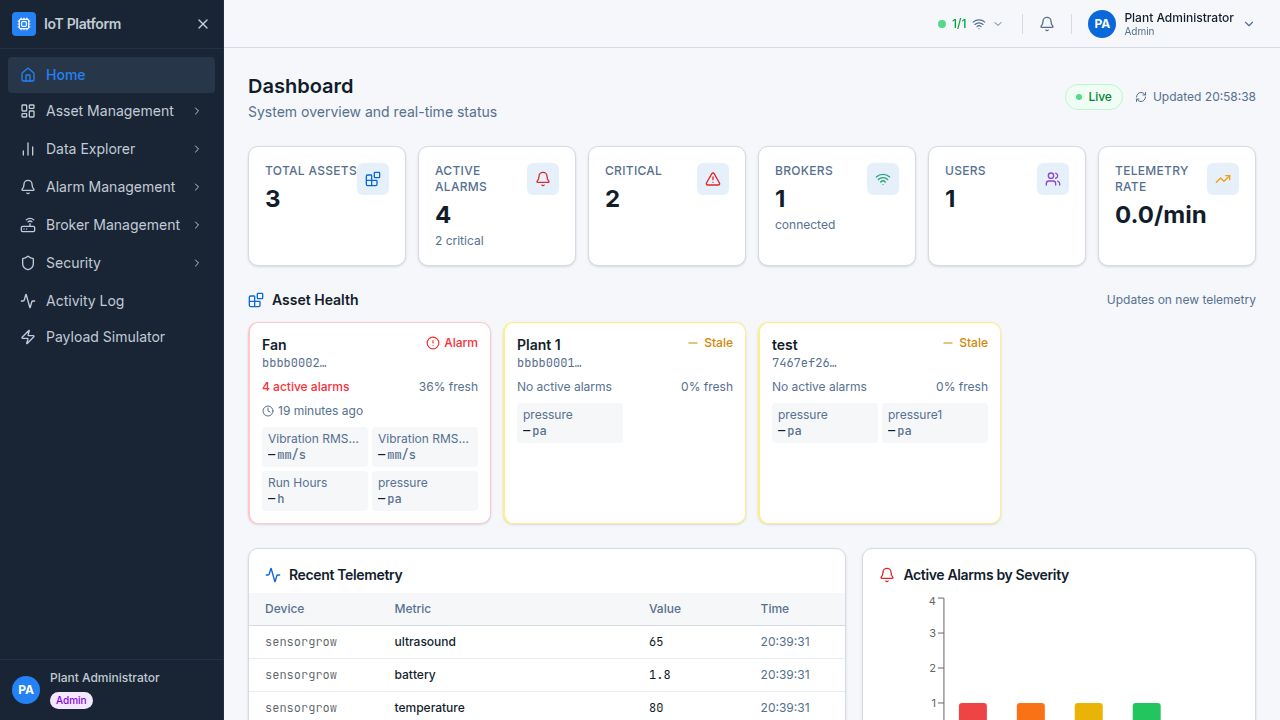 IoT Platform
Home
Asset Management
Data Explorer
Alarm Management
Broker Management
Security
Activity Log
Payload Simulator
PA
Plant Administrator
Admin
1/1
PA
Plant Administrator
Admin
Dashboard
System overview and real-time status
Live
Updated 20:58:38
TOTAL ASSETS
3
ACTIVE
ALARMS
4
2 critical
CRITICAL
2
BROKERS
1
connected
USERS
1
TELEMETRY
RATE
0.0/min
Asset Health
Updates on new telemetry
Fan
Alarm
bbbb0002…
4 active alarms
36% fresh
19 minutes ago
Vibration RMS...
—mm/s
Vibration RMS...
—mm/s
Run Hours
—h
pressure
—pa
Plant 1
Stale
bbbb0001…
No active alarms
0% fresh
pressure
—pa
test
Stale
7467ef26…
No active alarms
0% fresh
pressure
—pa
pressure1
—pa
Recent Telemetry
Device Metric Value Time
sensorgrow ultrasound 65 20:39:31
sensorgrow battery 1.8 20:39:31
sensorgrow temperature 80 20:39:31
Active Alarms by Severity
4
3
2
1